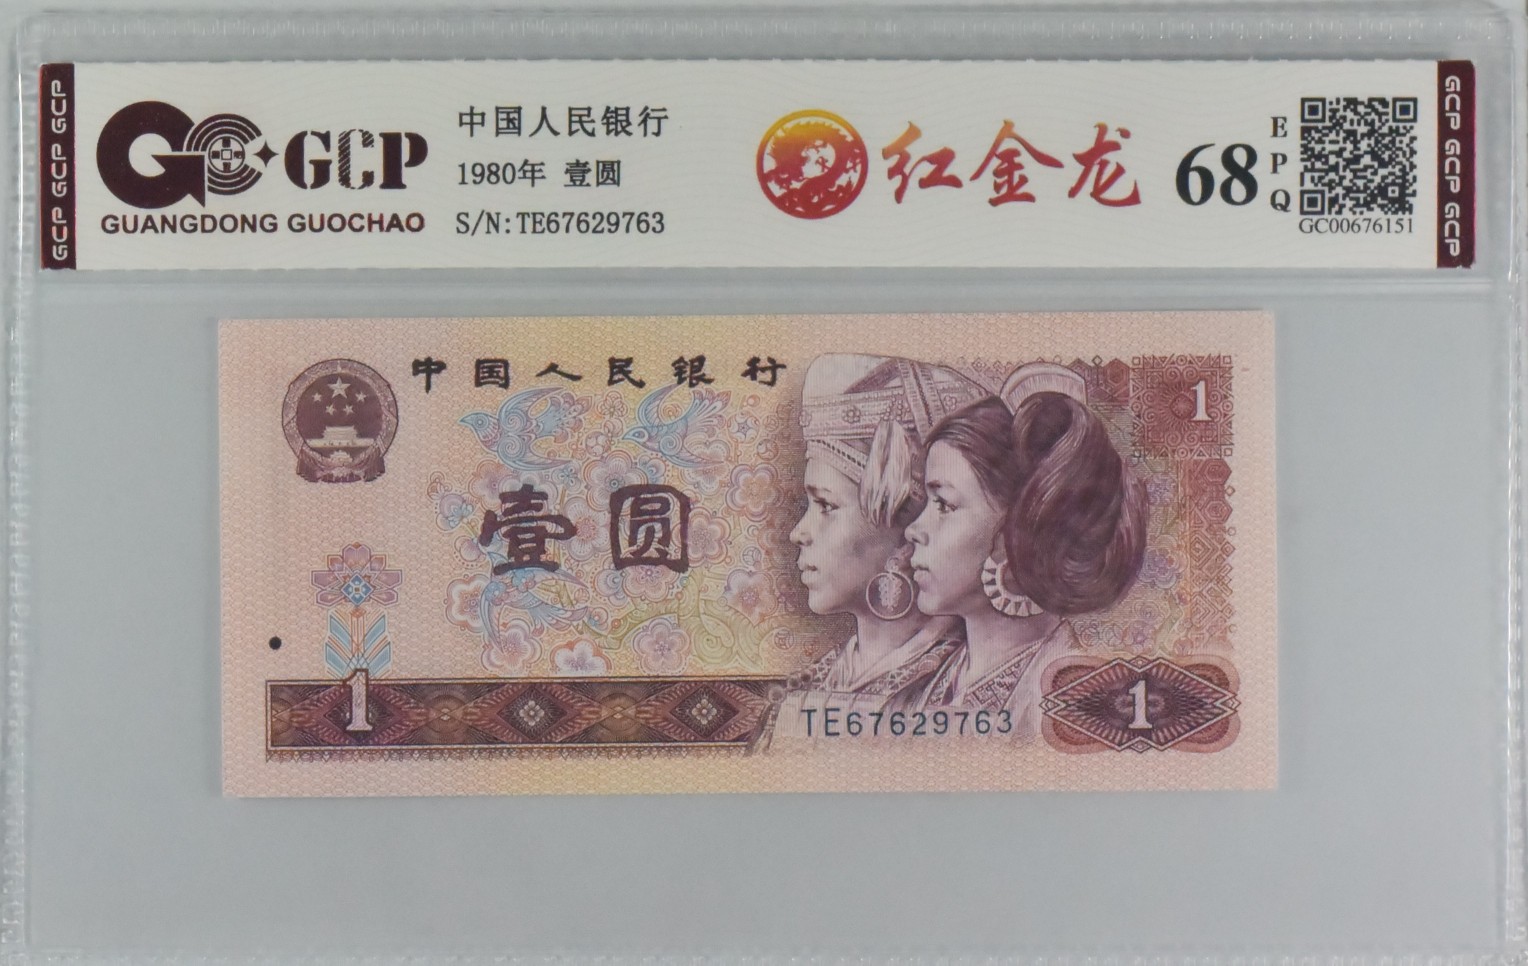 GCP GCP GCP
GCP
GUANGDONG GUOCHAO
中国人民银行
1980年 壹圆
S/N:TE67629763
红金龙
68
EPQ
GC00676151
GCP GCP GCP
中国人民银行
1
壹圆
1
TE67629763
1